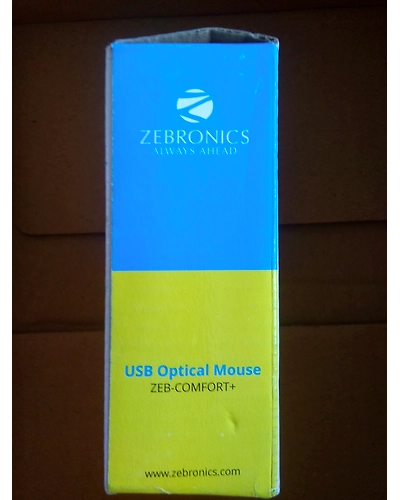 ZEBRONICS
ALWAYS AHEAD
USB Optical Mouse
ZEB-COMFORT+
www.zebronics.com